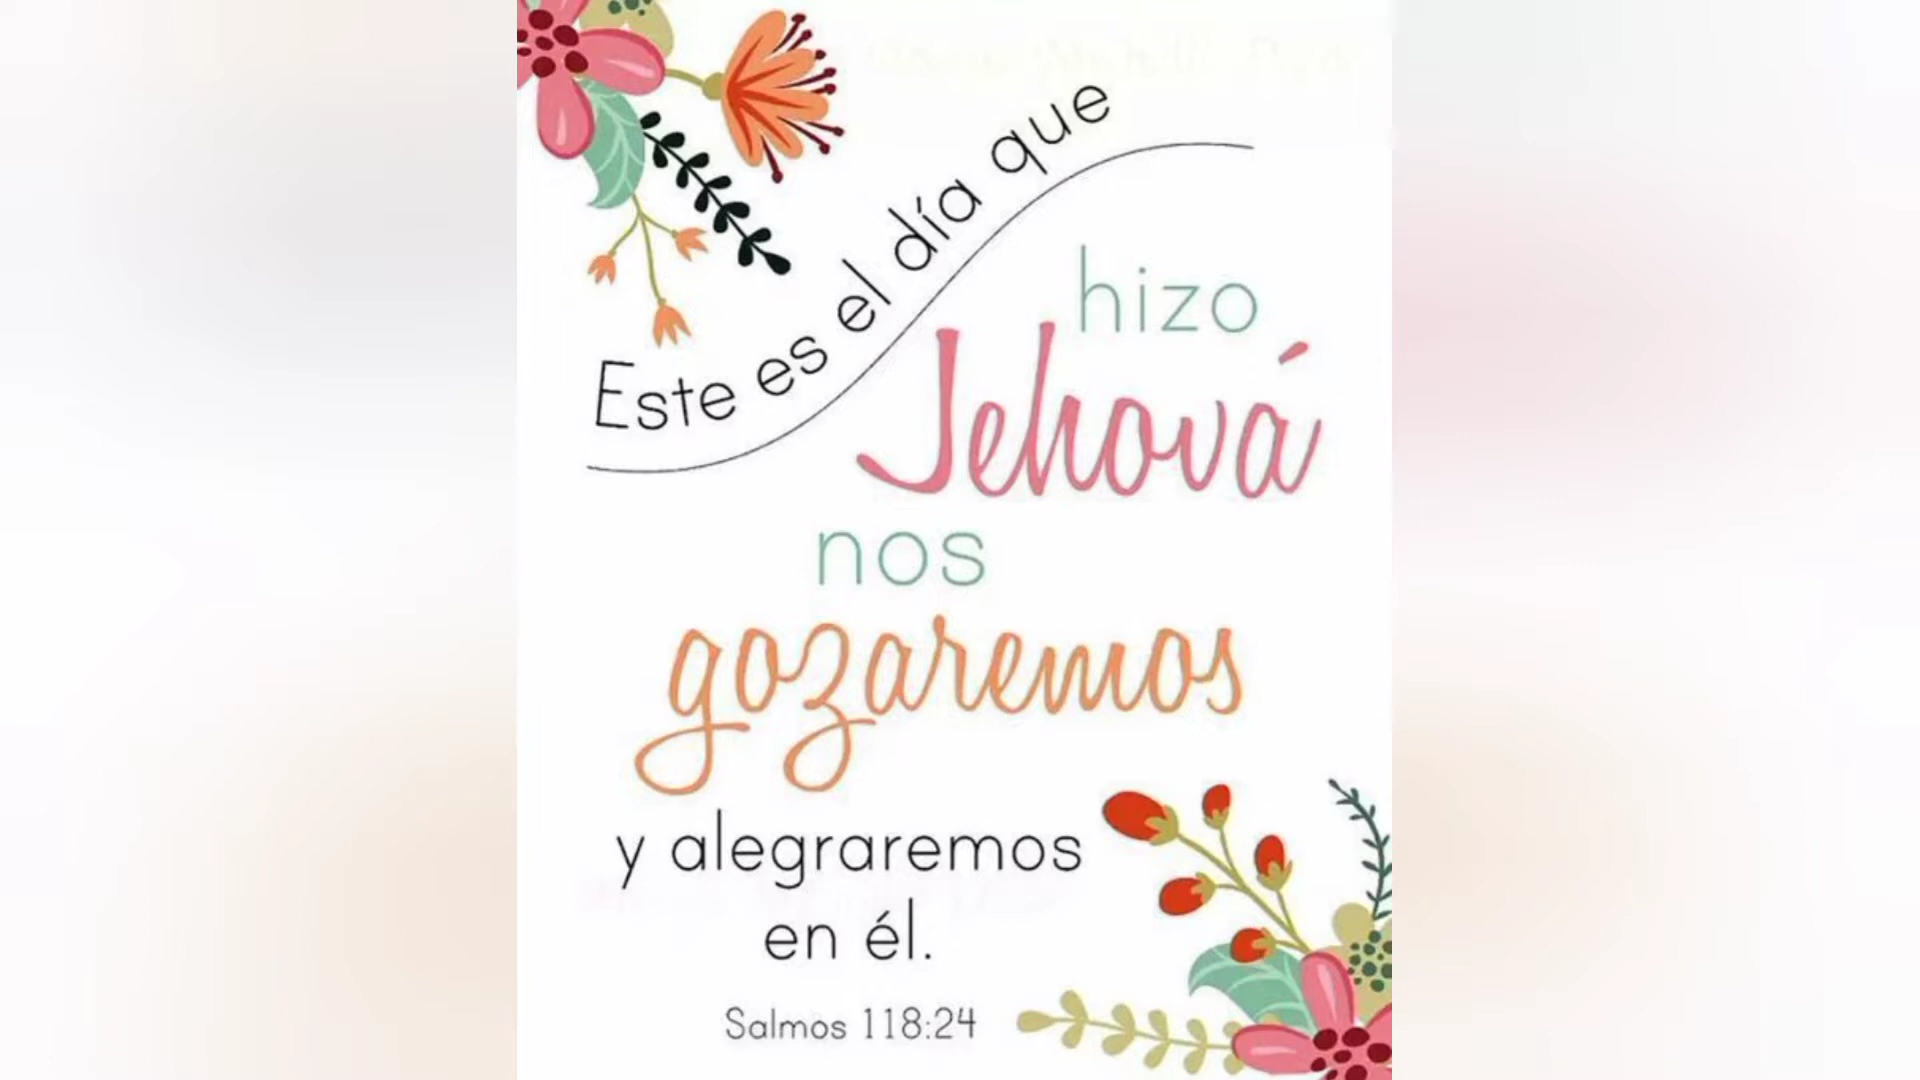 Este es el día que
hizo
Jehová
nos
gozaremos
y alegraremos
en él.
Salmos 118:24